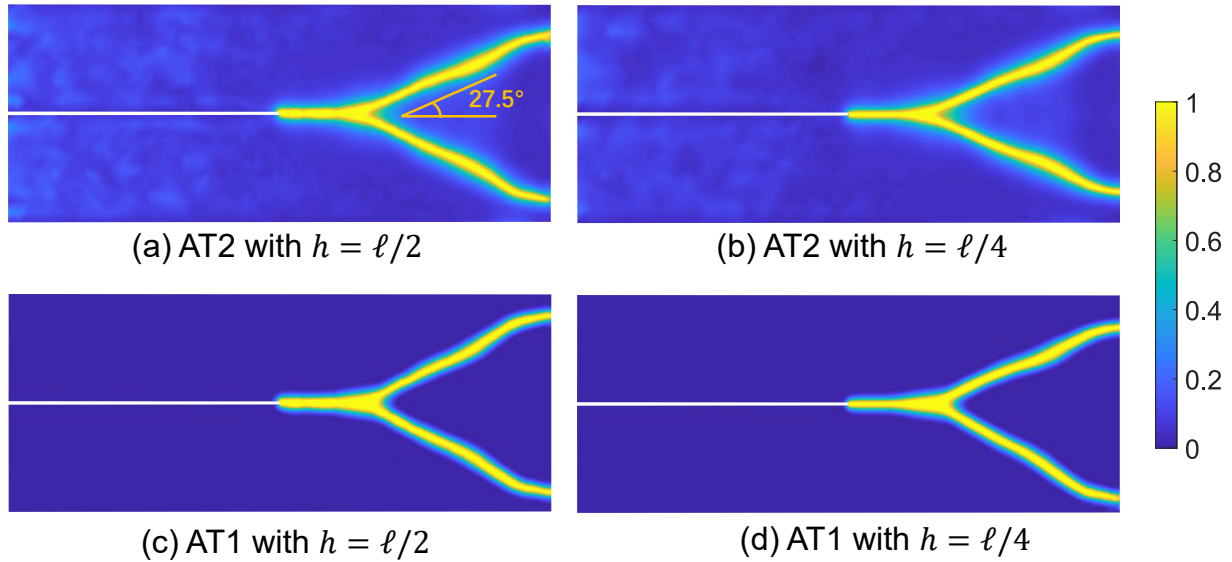 27.5°
(a) AT2 with ℎ = ℓ/2
(b) AT2 with ℎ = ℓ/4
(c) AT1 with ℎ = ℓ/2
(d) AT1 with ℎ = ℓ/4
1
0.8
0.6
0.4
0.2
0